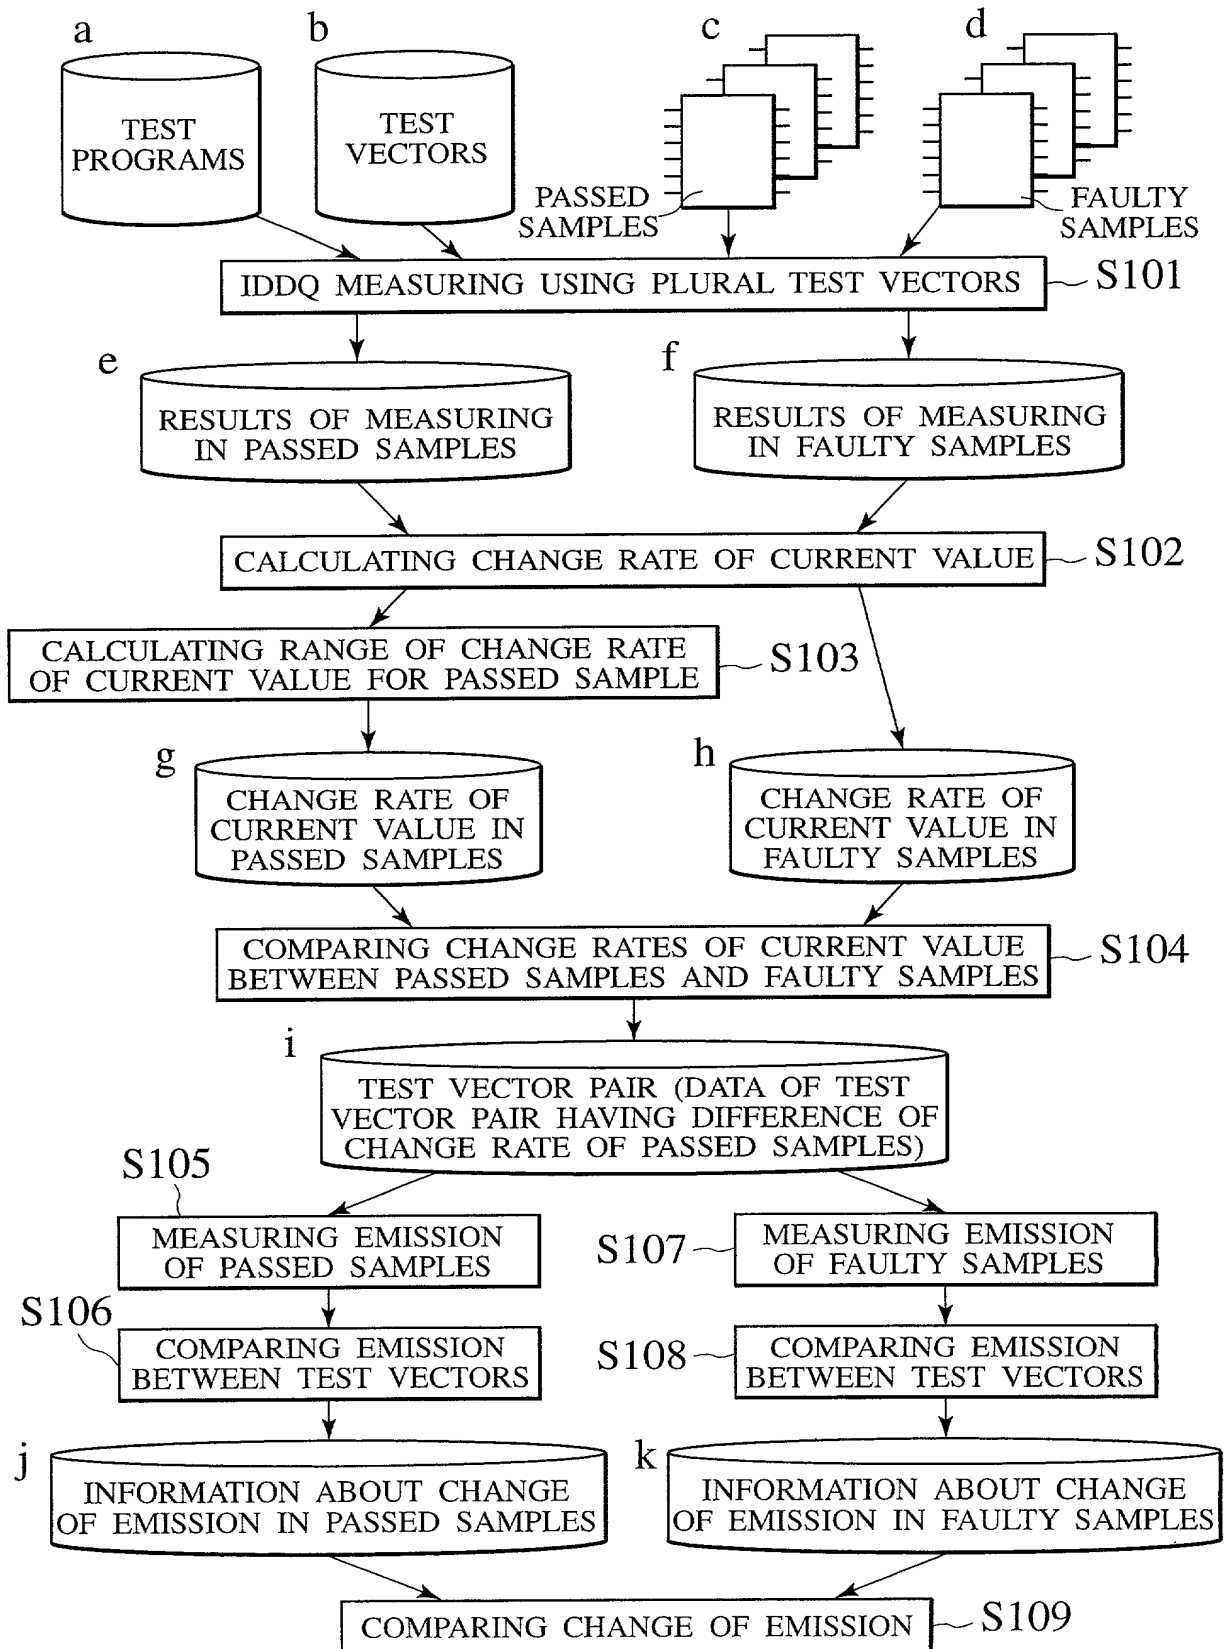 a
b
c
d
TEST
PROGRAMS
TEST
VECTORS
PASSED
SAMPLES
FAULTY
SAMPLES
IDDQ MEASURING USING PLURAL TEST VECTORS
S101
e
f
RESULTS OF MEASURING
IN PASSED SAMPLES
RESULTS OF MEASURING
IN FAULTY SAMPLES
CALCULATING CHANGE RATE OF CURRENT VALUE
S102
CALCULATING RANGE OF CHANGE RATE
OF CURRENT VALUE FOR PASSED SAMPLE
S103
g
h
CHANGE RATE OF
CURRENT VALUE IN
PASSED SAMPLES
CHANGE RATE OF
CURRENT VALUE IN
FAULTY SAMPLES
COMPARING CHANGE RATES OF CURRENT VALUE
BETWEEN PASSED SAMPLES AND FAULTY SAMPLES
S104
i
TEST VECTOR PAIR (DATA OF TEST
VECTOR PAIR HAVING DIFFERENCE OF
CHANGE RATE OF PASSED SAMPLES)
S105
MEASURING EMISSION
OF PASSED SAMPLES
S107
MEASURING EMISSION
OF FAULTY SAMPLES
S106
COMPARING EMISSION
BETWEEN TEST VECTORS
S108
COMPARING EMISSION
BETWEEN TEST VECTORS
j
k
INFORMATION ABOUT CHANGE
OF EMISSION IN PASSED SAMPLES
INFORMATION ABOUT CHANGE
OF EMISSION IN FAULTY SAMPLES
COMPARING CHANGE OF EMISSION
S109